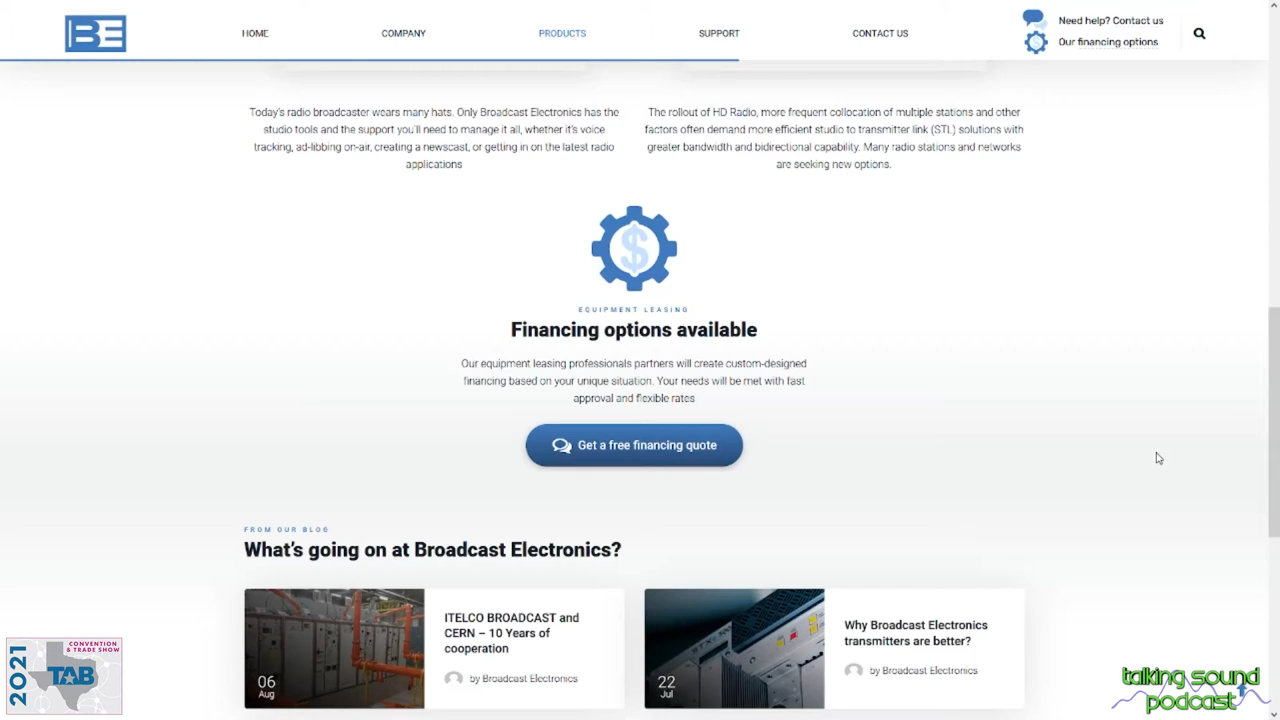 BE
HOME
COMPANY
PRODUCTS
SUPPORT
CONTACT US
Need help? Contact us
Our financing options
Today's radio broadcaster wears many hats. Only Broadcast Electronics has the
studio tools and the support you'll need to manage it all, whether it's voice
tracking, ad-libbing on-air, creating a newscast, or getting in on the latest radio
applications
The rollout of HD Radio, more frequent collocation of multiple stations and other
factors often demand more efficient studio to transmitter link (STL) solutions with
greater bandwidth and bidirectional capability. Many radio stations and networks
are seeking new options.
$
EQUIPMENT LEASING
Financing options available
Our equipment leasing professionals partners will create custom-designed
financing based on your unique situation. Your needs will be met with fast
approval and flexible rates
Get a free financing quote
FROM OUR BLOG
What's going on at Broadcast Electronics?
06
Aug
ITELCO BROADCAST and
CERN – 10 Years of
cooperation
by Broadcast Electronics
22
Jul
Why Broadcast Electronics
transmitters are better?
by Broadcast Electronics
2021
CONVENTION
& TRADE SHOW
TAB
talking sound
podcast